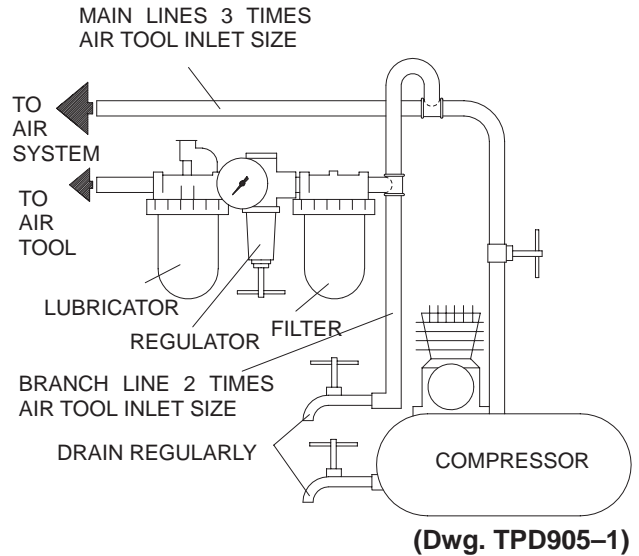 MAIN LINES 3 TIMES
AIR TOOL INLET SIZE
TO
AIR
SYSTEM
TO
AIR
TOOL
LUBRICATOR
REGULATOR
FILTER
BRANCH LINE 2 TIMES
AIR TOOL INLET SIZE
DRAIN REGULARLY
COMPRESSOR
(Dwg. TPD905–1)